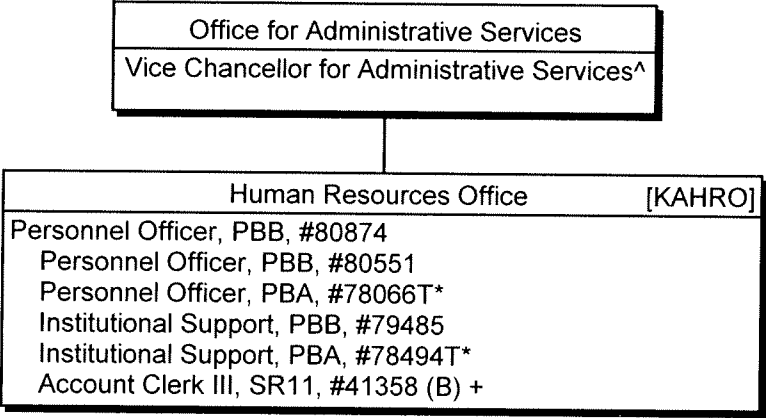 Office for Administrative Services
Vice Chancellor for Administrative Services^
Human Resources Office [KAHRO]
Personnel Officer, PBB, #80874
Personnel Officer, PBB, #80551
Personnel Officer, PBA, #78066T*
Institutional Support, PBB, #79485
Institutional Support, PBA, #78494T*
Account Clerk III, SR11, #41358 (B) +